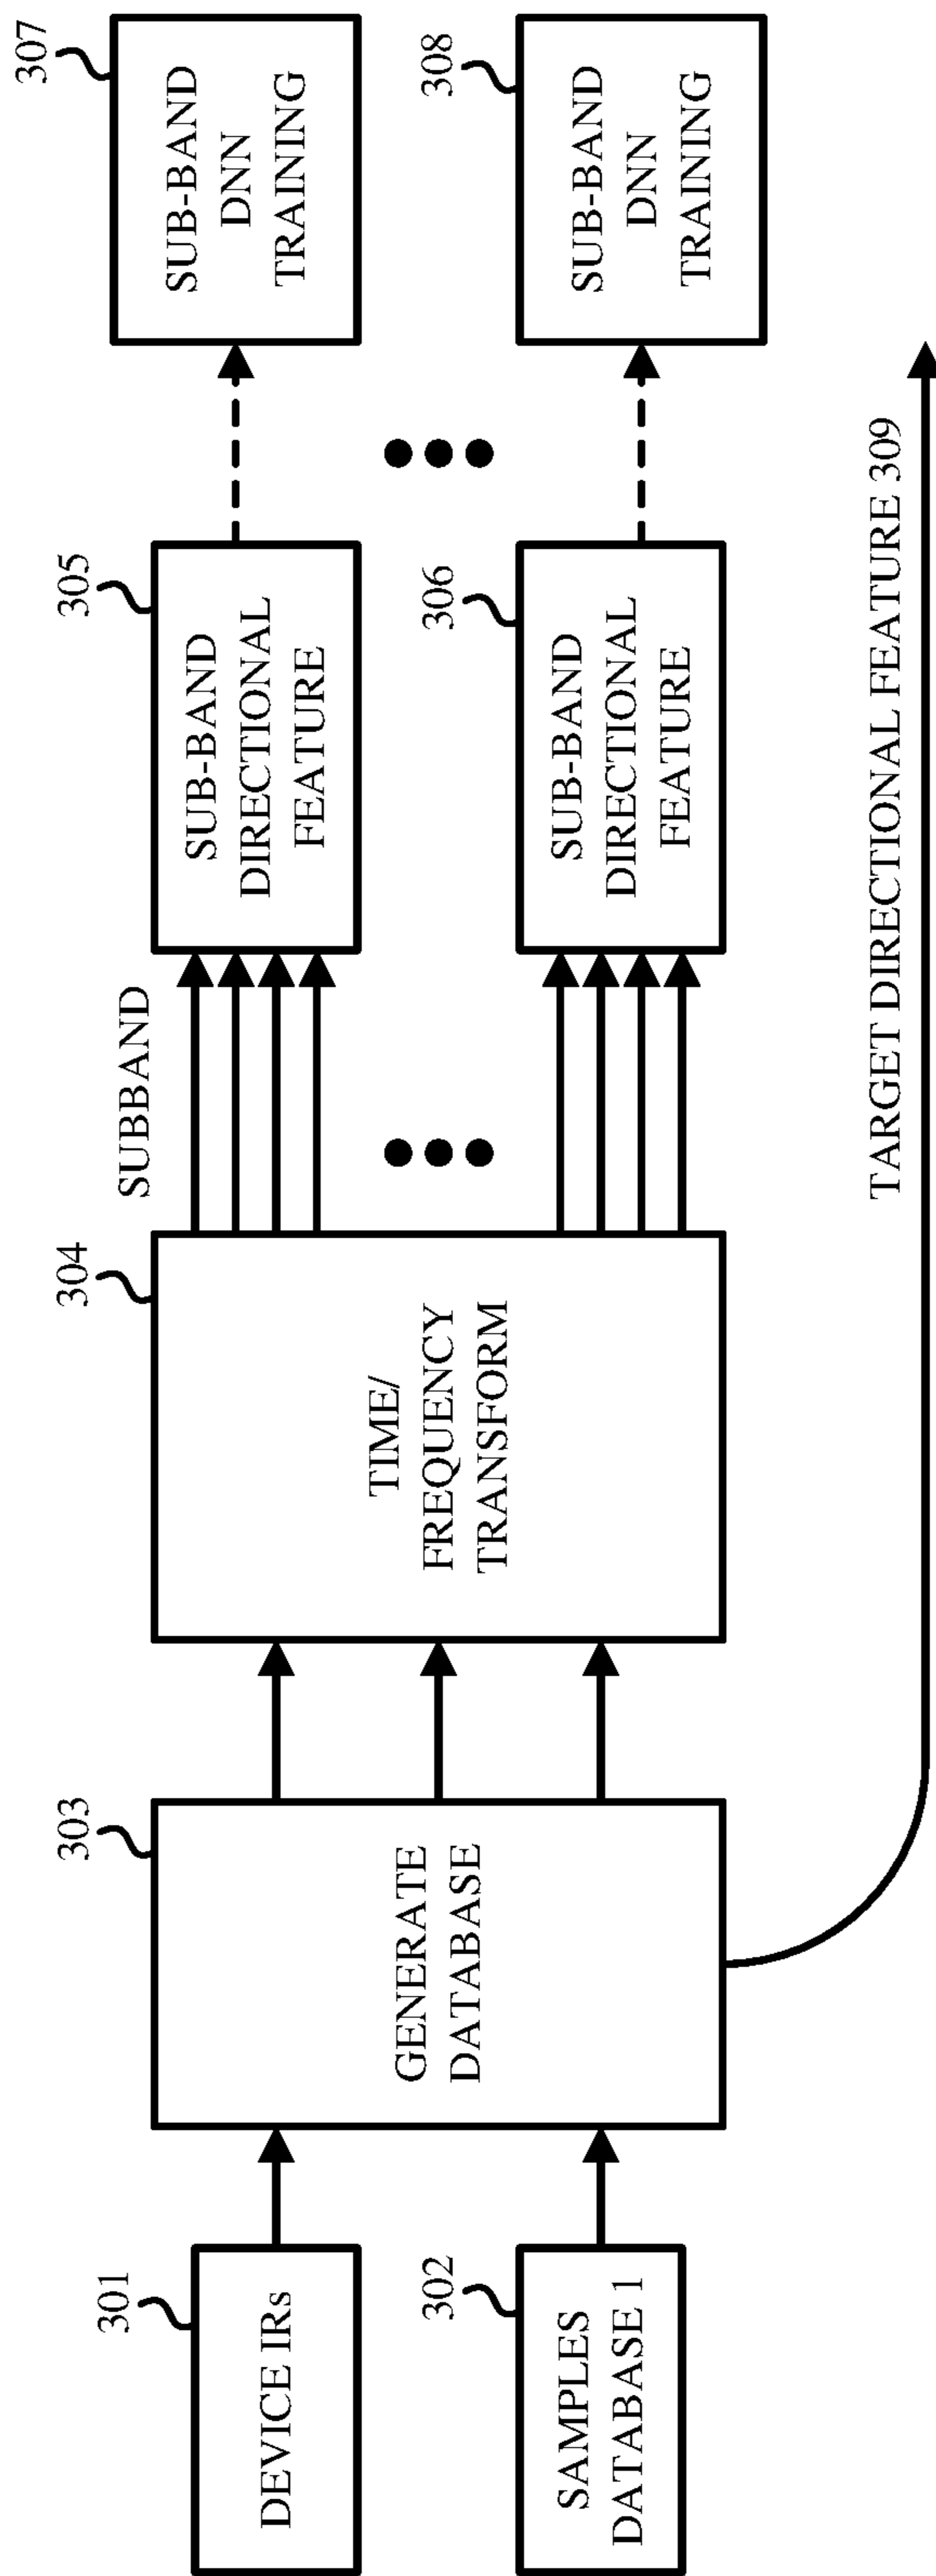 301
DEVICE IRs
302
SAMPLES
DATABASE 1
303
GENERATE
DATABASE
304
TIME/
FREQUENCY
TRANSFORM
SUBBAND
305
SUB-BAND
DIRECTIONAL
FEATURE
306
SUB-BAND
DIRECTIONAL
FEATURE
307
SUB-BAND
DNN
TRAINING
308
SUB-BAND
DNN
TRAINING
TARGET DIRECTIONAL FEATURE 309